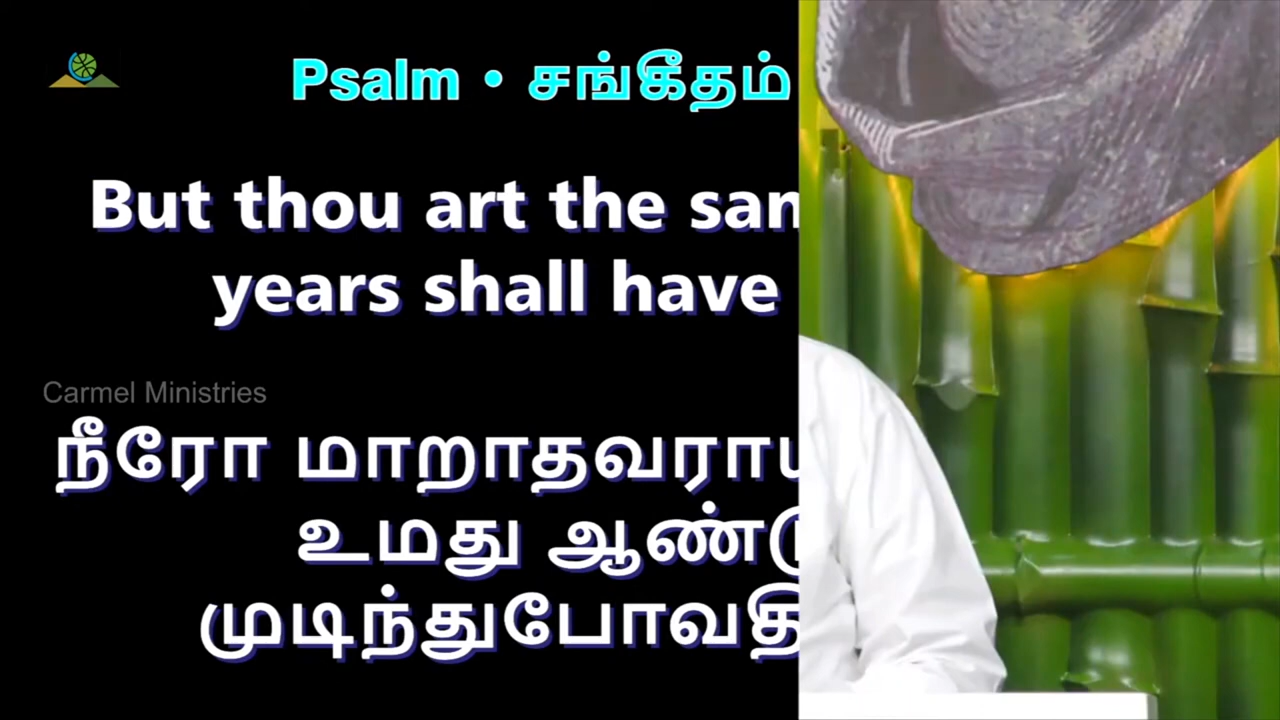 Psalm • சங்கீதம்
But thou art the
years shall have
Carmel Ministries
நீரோ
உமது